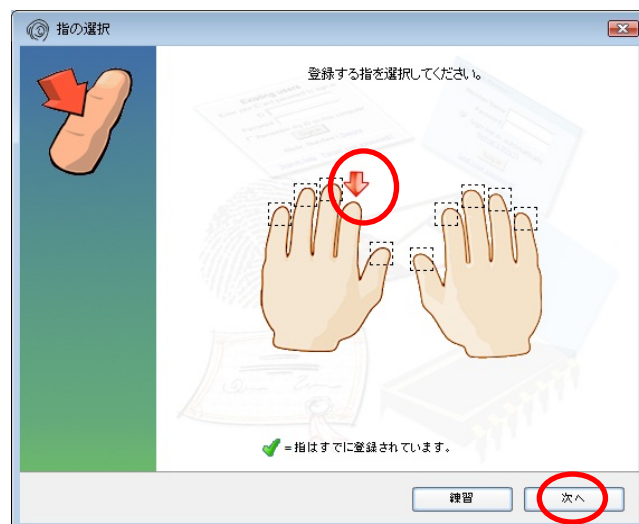 指の選択
登録する指を選択してください。
=指はすでに登録されています。
練習
次へ